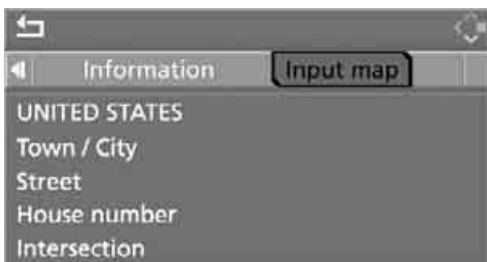 Information Input map
UNITED STATES
Town / City
Street
House number
Intersection